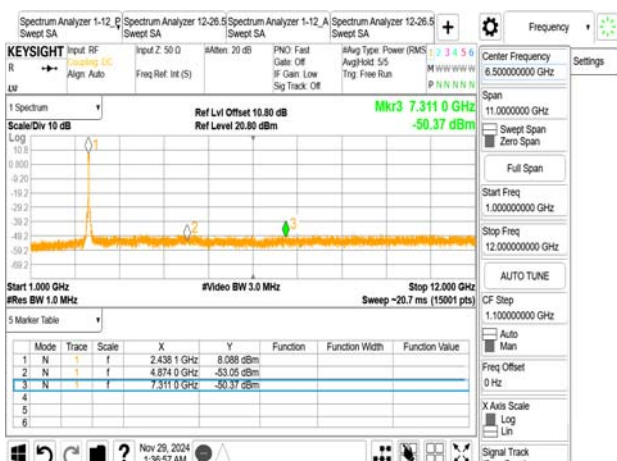 Spectrum Analyzer 1-12_P Spectrum Analyzer 12-26.5 Spectrum Analyzer 1-12_A Spectrum Analyzer 12-26.5
Swept SA Swept SA Swept SA Swept SA
Frequency
Settings
KEYSIGHT Input: RF Input Z: 50 Ω #Atten: 20 dB PNO: Fast #Avg Type: Power (RMS 1 2 3 4 5 6
R Coupling: DC Gate: Off Avg|Hold: 5/5 M W W W W W
Align: Auto Freq Ref: Int (S) IF Gain: Low Trig: Free Run
Sig Track: Off P N N N N N
LXI
1 Spectrum
Ref Lvl Offset 10.80 dB Mkr3 7.311 0 GHz
Scale/Div 10 dB Ref Level 20.80 dBm -50.37 dBm
Log
10.8
0.800
-9.20
-19.2
-29.2
-39.2
-49.2
-59.2
-69.2
1
2
3
Start 1.000 GHz #Video BW 3.0 MHz Stop 12.000 GHz
#Res BW 1.0 MHz Sweep ~20.7 ms (15001 pts)
5 Marker Table
Mode Trace Scale X Y Function Function Width Function Value
1 N 1 f 2.438 1 GHz 8.088 dBm
2 N 1 f 4.874 0 GHz -53.05 dBm
3 N 1 f 7.311 0 GHz -50.37 dBm
4
5
6
Nov 29, 2024
1:36:57 AM
Center Frequency
6.500000000 GHz
Span
11.0000000 GHz
Swept Span
Zero Span
Full Span
Start Freq
1.000000000 GHz
Stop Freq
12.000000000 GHz
AUTO TUNE
CF Step
1.100000000 GHz
Auto
Man
Freq Offset
0 Hz
X Axis Scale
Log
Lin
Signal Track